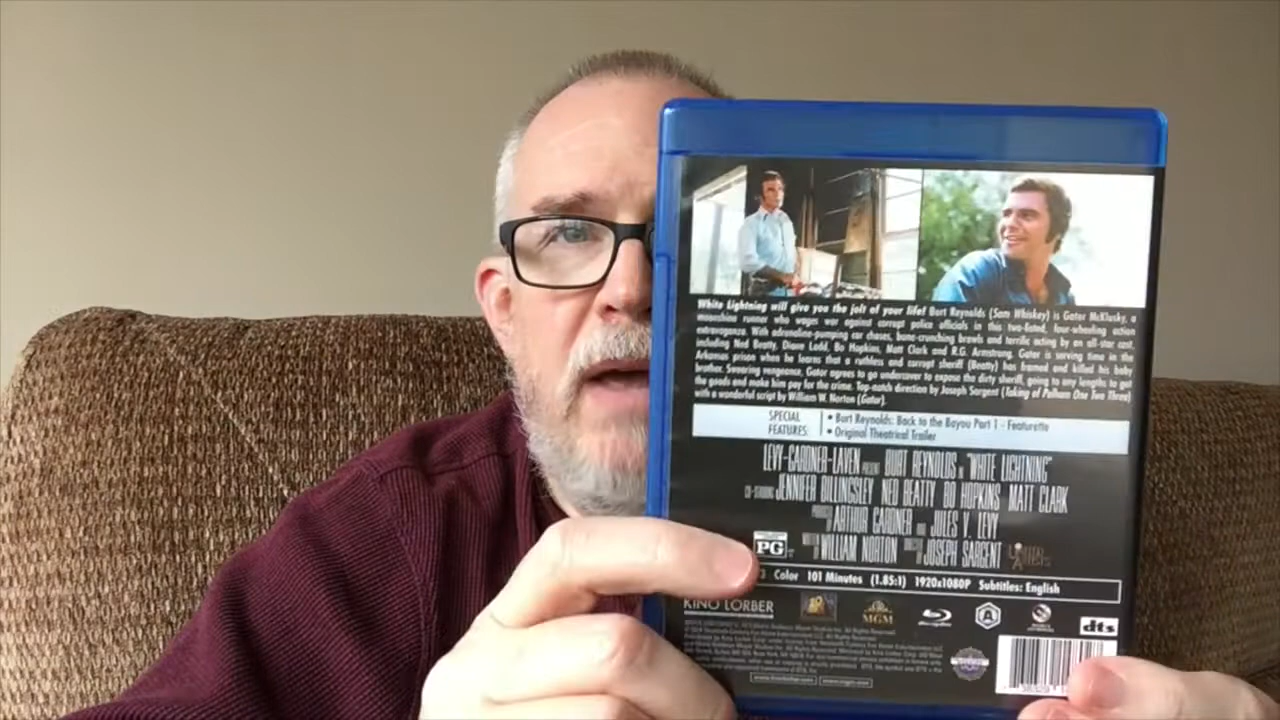 White Lightning will give you the jolt of your life! Burt Reynolds (Sam Whiskey) is Gator McKlusky, a
moonshine runner who wages war against corrupt police officials in this two-fisted, four-wheeling action
extravaganza. With adrenaline-pumping car chases, bone-crunching brawls and terrific acting by an all-star cast,
including Ned Beatty, Diane Ladd, Bo Hopkins, Matt Clark and R.G. Armstrong. Gator is serving time in the
Arkansas prison when he learns that a ruthless and corrupt sheriff (Beatty) has framed and killed his baby
brother. Swearing vengeance, Gator agrees to go undercover to expose the dirty sheriff, going to any lengths to get
the goods and make him pay for the crime. Top-notch direction by Joseph Sargent (Taking of Pelham One Two Three)
with a wonderful script by William W. Norton (Gator).
SPECIAL FEATURES
• Burt Reynolds: Back to the Bayou Part 1 - Featurette
• Original Theatrical Trailer
LEVY-GARDNER-LAVEN PRESENT BURT REYNOLDS IN "WHITE LIGHTNING"
CO-STARRING JENNIFER BILLINGSLEY NED BEATTY BO HOPKINS MATT CLARK
ARTHUR GARDNER AND JULES V. LEVY
WILLIAM NORTON JOSEPH SARGENT
PG
3 Color 101 Minutes (1.85:1) 1920x1080P Subtitles: English
KINO LORBER MGM Blu-ray A dts